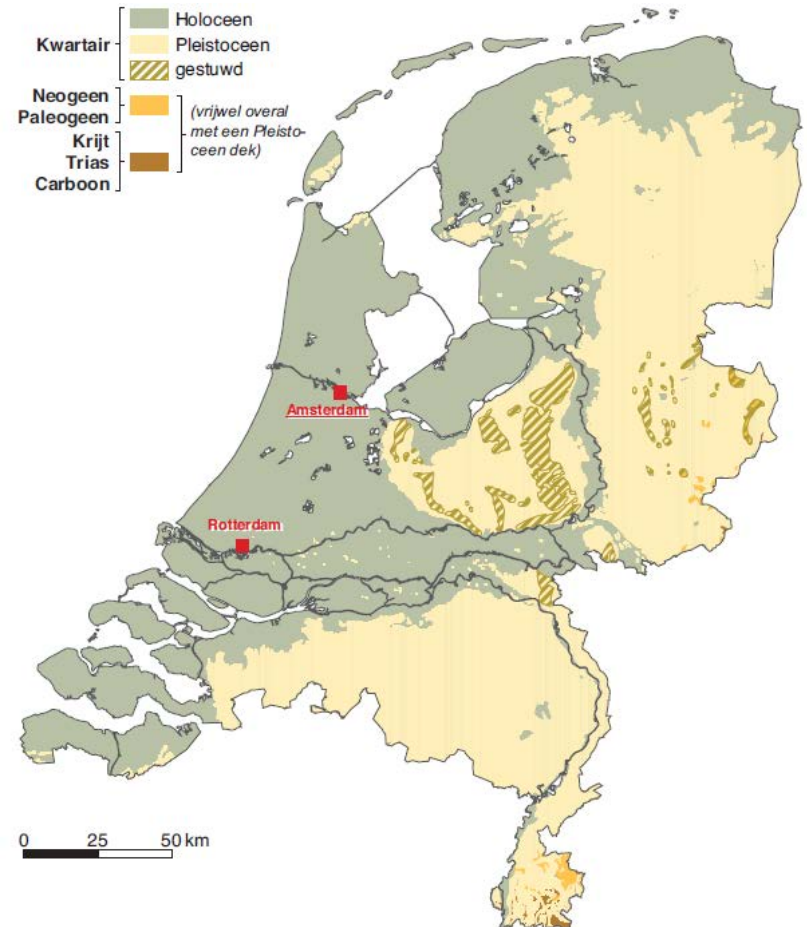 Kwartair
Holoceen
Pleistoceen
gestuwd
Neogeen
Paleogeen
Krijt
Trias
Carboon
(vrijwel overal
met een Pleisto-
ceen dek)
Amsterdam
Rotterdam
0 25 50 km